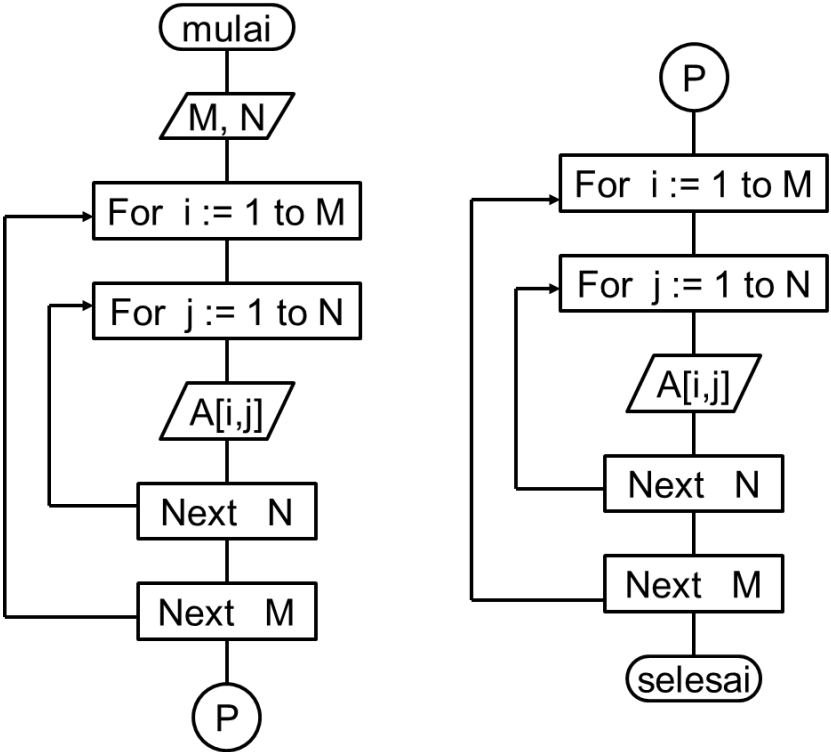 mulai
M, N
For i := 1 to M
For j := 1 to N
A[i,j]
Next N
Next M
P
P
For i := 1 to M
For j := 1 to N
A[i,j]
Next N
Next M
selesai